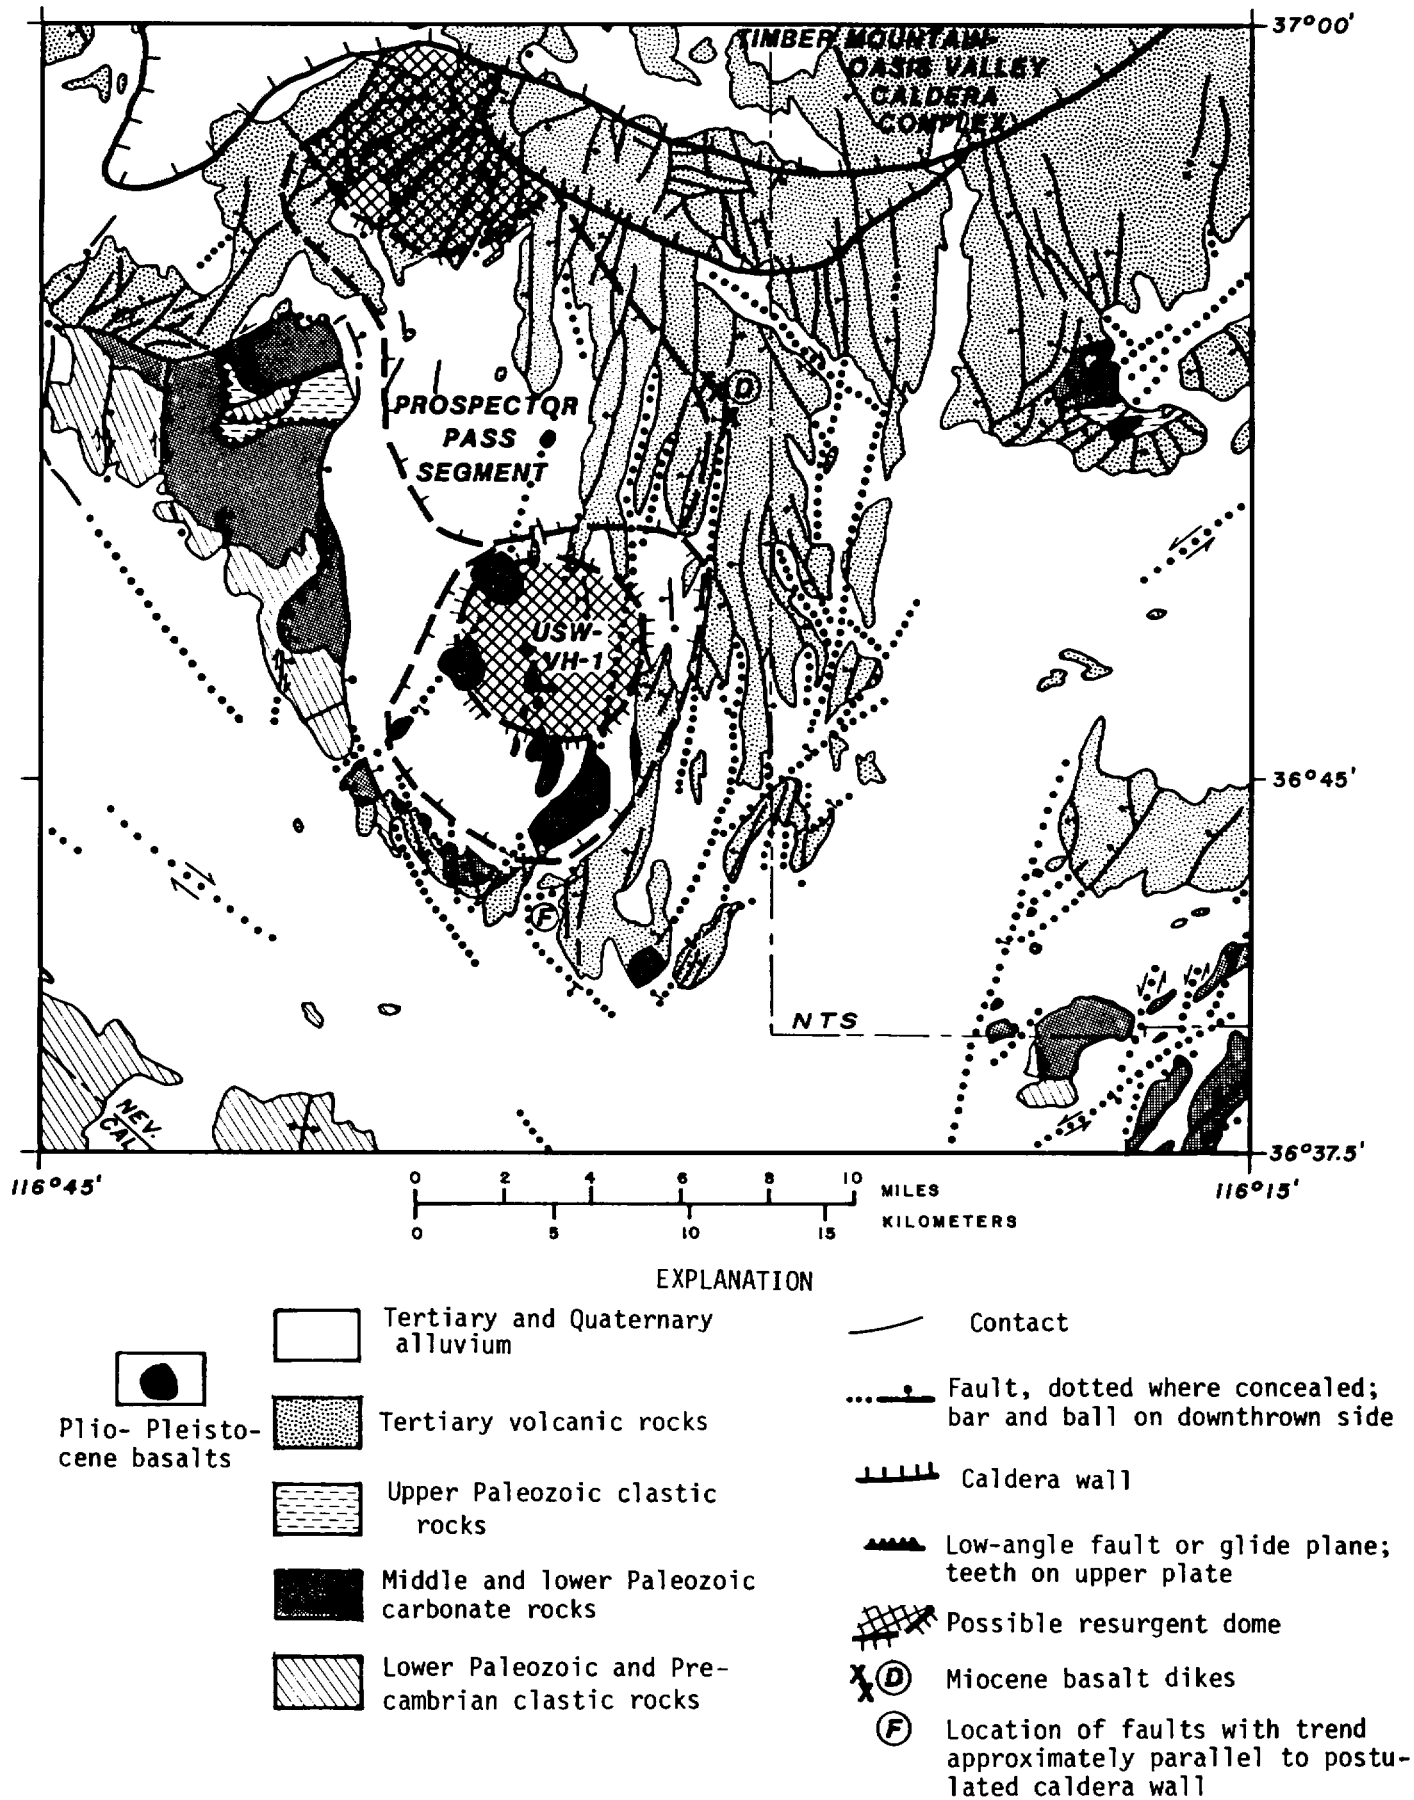 37°00'
TIMBER MOUNTAIN-
OASIS VALLEY
CALDERA
COMPLEX
D
PROSPECTOR
PASS
SEGMENT
USW-
VH-1
36°45'
F
NTS
NEV.
CAL.
36°37.5'
116°45'
116°15'
0 2 4 6 8 10 MILES
0 5 10 15 KILOMETERS
EXPLANATION
Plio- Pleisto-
cene basalts
Tertiary and Quaternary
alluvium
Tertiary volcanic rocks
Upper Paleozoic clastic
rocks
Middle and lower Paleozoic
carbonate rocks
Lower Paleozoic and Pre-
cambrian clastic rocks
Contact
Fault, dotted where concealed;
bar and ball on downthrown side
Caldera wall
Low-angle fault or glide plane;
teeth on upper plate
Possible resurgent dome
D Miocene basalt dikes
F Location of faults with trend
approximately parallel to postu-
lated caldera wall